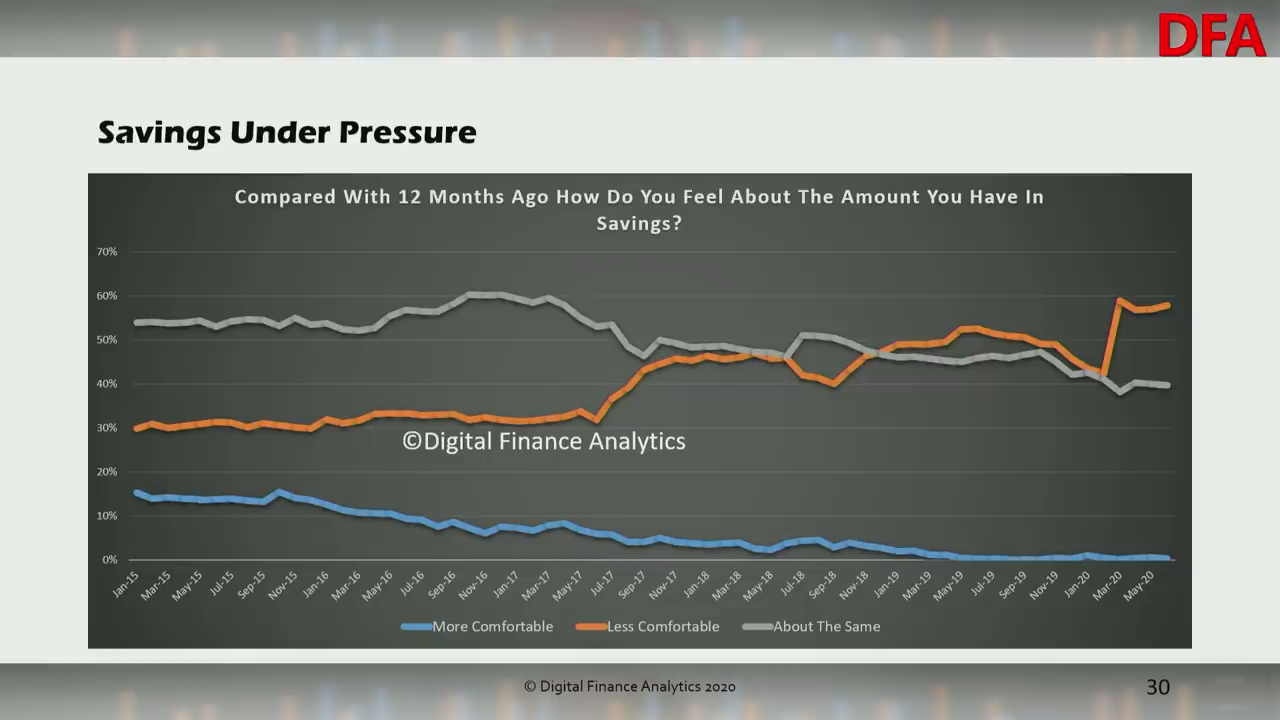 DFA
Savings Under Pressure
Compared With 12 Months Ago How Do You Feel About The Amount You Have In
Savings?
70%
60%
50%
40%
30%
20%
10%
0%
©Digital Finance Analytics
Jan-15 Mar-15 May-15 Jul-15 Sep-15 Nov-15 Jan-16 Mar-16 May-16 Jul-16 Sep-16 Nov-16 Jan-17 Mar-17 May-17 Jul-17 Sep-17 Nov-17 Jan-18 Mar-18 May-18 Jul-18 Sep-18 Nov-18 Jan-19 Mar-19 May-19 Jul-19 Sep-19 Nov-19 Jan-20 Mar-20 May-20
More Comfortable Less Comfortable About The Same
© Digital Finance Analytics 2020
30